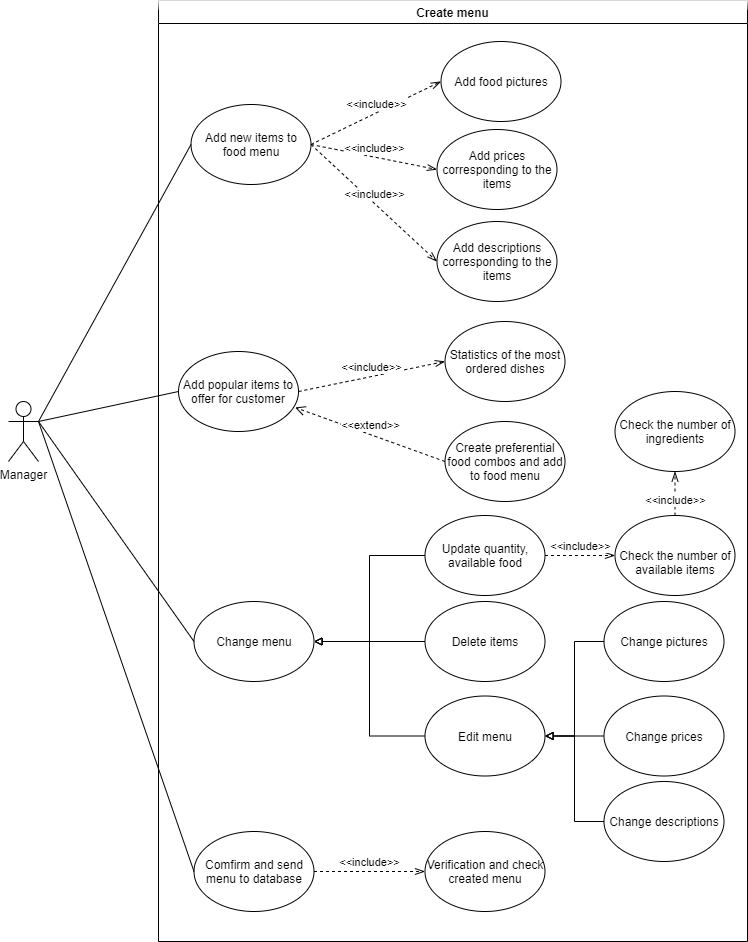 Create menu
Add food pictures
<<include>>
Add new items to
food menu
<<include>>
Add prices
corresponding to the
items
<<include>>
Add descriptions
corresponding to the
items
Statistics of the most
ordered dishes
<<include>>
Add popular items to
offer for customer
<<extend>>
Create preferential
food combos and add
to food menu
Check the number of
ingredients
Manager
<<include>>
Update quantity,
available food
<<include>>
Check the number of
available items
Change menu
Delete items
Change pictures
Edit menu
Change prices
Change descriptions
Comfirm and send
menu to database
<<include>>
Verification and check
created menu